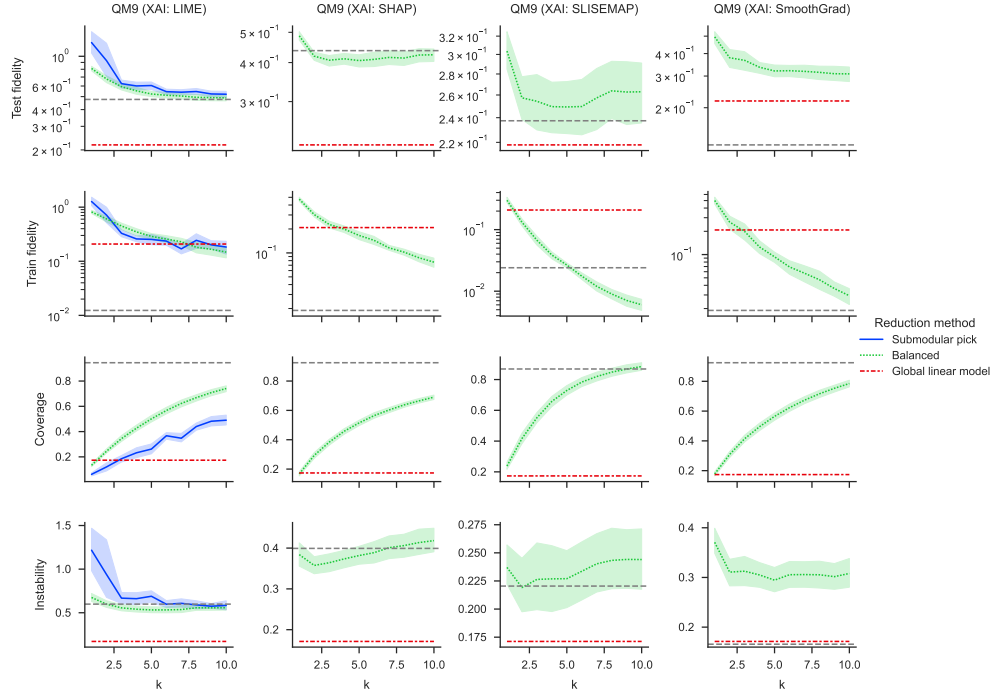 QM9 (XAI: LIME)
QM9 (XAI: SHAP)
QM9 (XAI: SLISEMAP)
QM9 (XAI: SmoothGrad)
Test fidelity
10⁰
6 × 10⁻¹
4 × 10⁻¹
3 × 10⁻¹
2 × 10⁻¹
5 × 10⁻¹
4 × 10⁻¹
3 × 10⁻¹
3.2 × 10⁻¹
3 × 10⁻¹
2.8 × 10⁻¹
2.6 × 10⁻¹
2.4 × 10⁻¹
2.2 × 10⁻¹
4 × 10⁻¹
3 × 10⁻¹
2 × 10⁻¹
Train fidelity
10⁰
10⁻¹
10⁻²
10⁻¹
10⁻¹
10⁻²
10⁻¹
Reduction method
Submodular pick
Balanced
Global linear model
Coverage
0.8
0.6
0.4
0.2
0.8
0.6
0.4
0.2
0.8
0.6
0.4
0.2
0.8
0.6
0.4
0.2
Instability
1.5
1.0
0.5
0.4
0.3
0.2
0.275
0.250
0.225
0.200
0.175
0.4
0.3
0.2
2.5 5.0 7.5 10.0
2.5 5.0 7.5 10.0
2.5 5.0 7.5 10.0
2.5 5.0 7.5 10.0
k
k
k
k